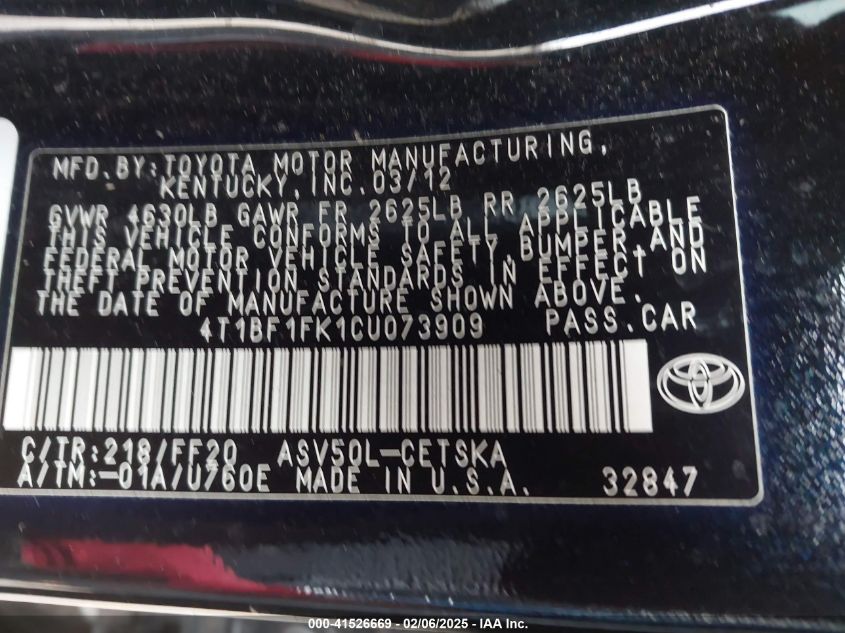 MFD. BY: TOYOTA MOTOR MANUFACTURING,
KENTUCKY, INC. 03/12
GVWR 4630LB GAWR FR 2625LB RR 2625LB
THIS VEHICLE CONFORMS TO ALL APPLICABLE
FEDERAL MOTOR VEHICLE SAFETY, BUMPER, AND
THEFT PREVENTION STANDARDS IN EFFECT ON
THE DATE OF MANUFACTURE SHOWN ABOVE.
4T1BF1FK1CU073909 PASS. CAR
C/TR: 218/FF20 ASV50L-CETSKA
A/TM:-01A/U760E MADE IN U.S.A. 32847
000-41526669 - 02/06/2025 - IAA Inc.